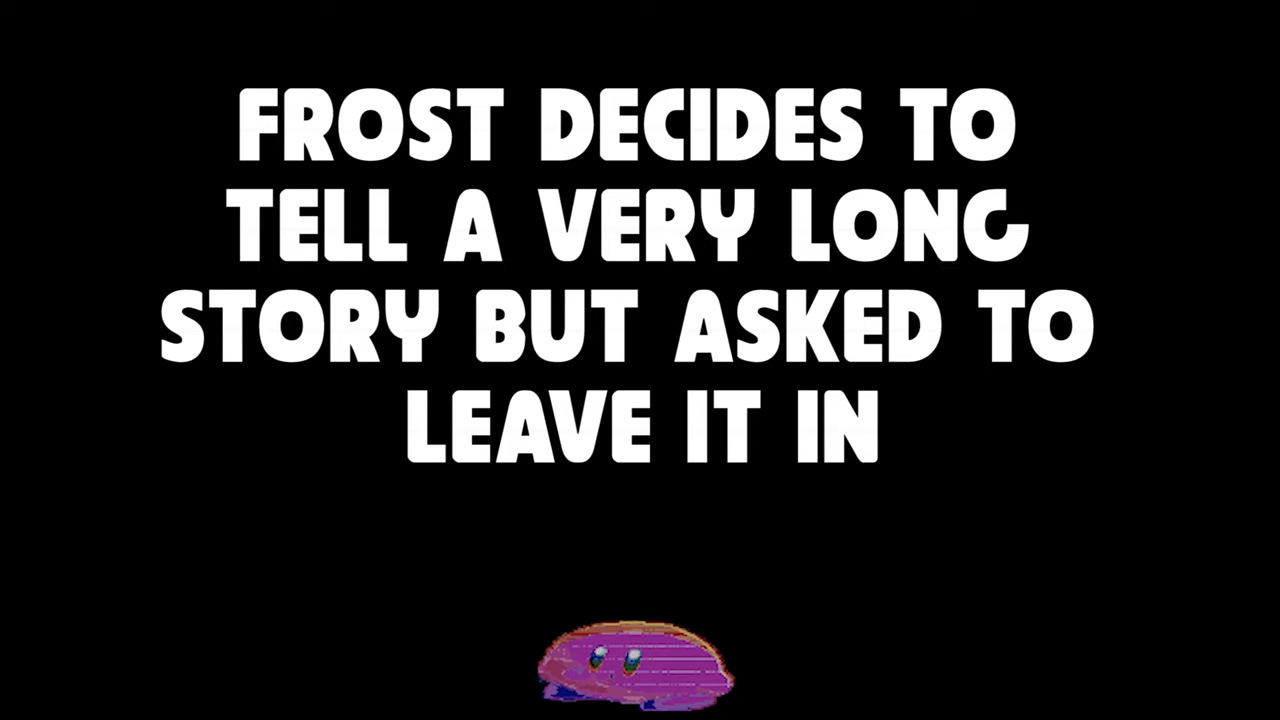 FROST DECIDES TO
TELL A VERY LONG
STORY BUT ASKED TO
LEAVE IT IN